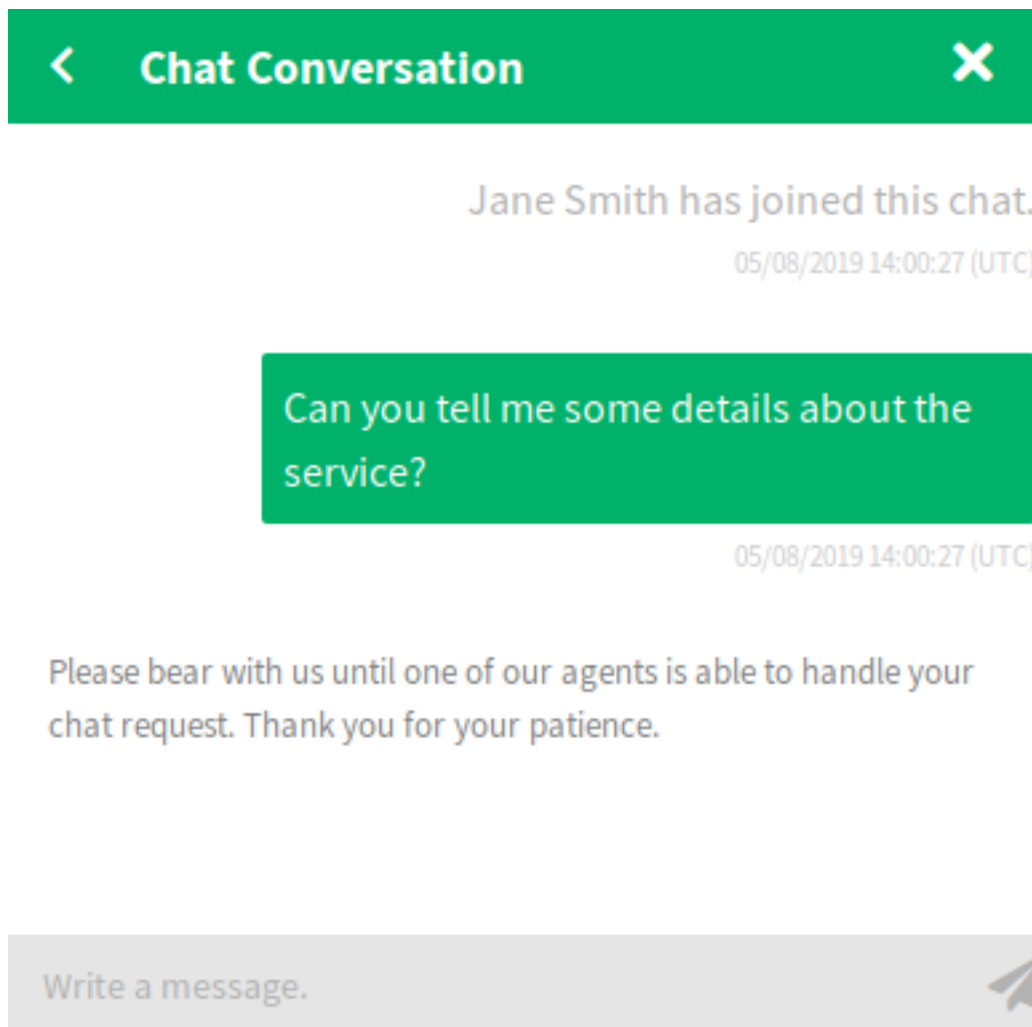 Chat Conversation
Jane Smith has joined this chat.
05/08/2019 14:00:27 (UTC)
Can you tell me some details about the
service?
05/08/2019 14:00:27 (UTC)
Please bear with us until one of our agents is able to handle your
chat request. Thank you for your patience.
Write a message.